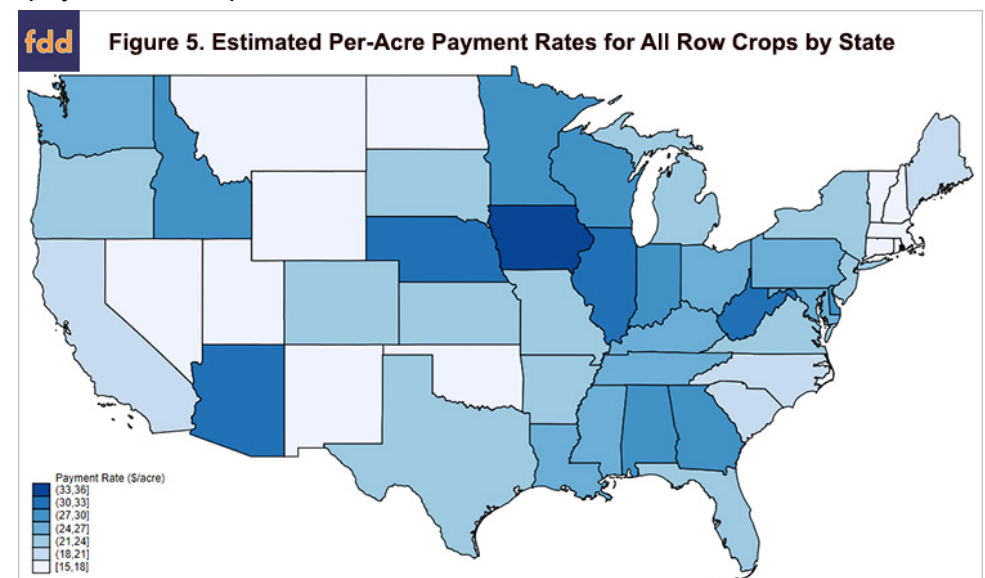 fdd
Figure 5. Estimated Per-Acre Payment Rates for All Row Crops by State
Payment Rate ($/acre)
(33,36]
(30,33]
(27,30]
(24,27]
(21,24]
(18,21]
[15,18]